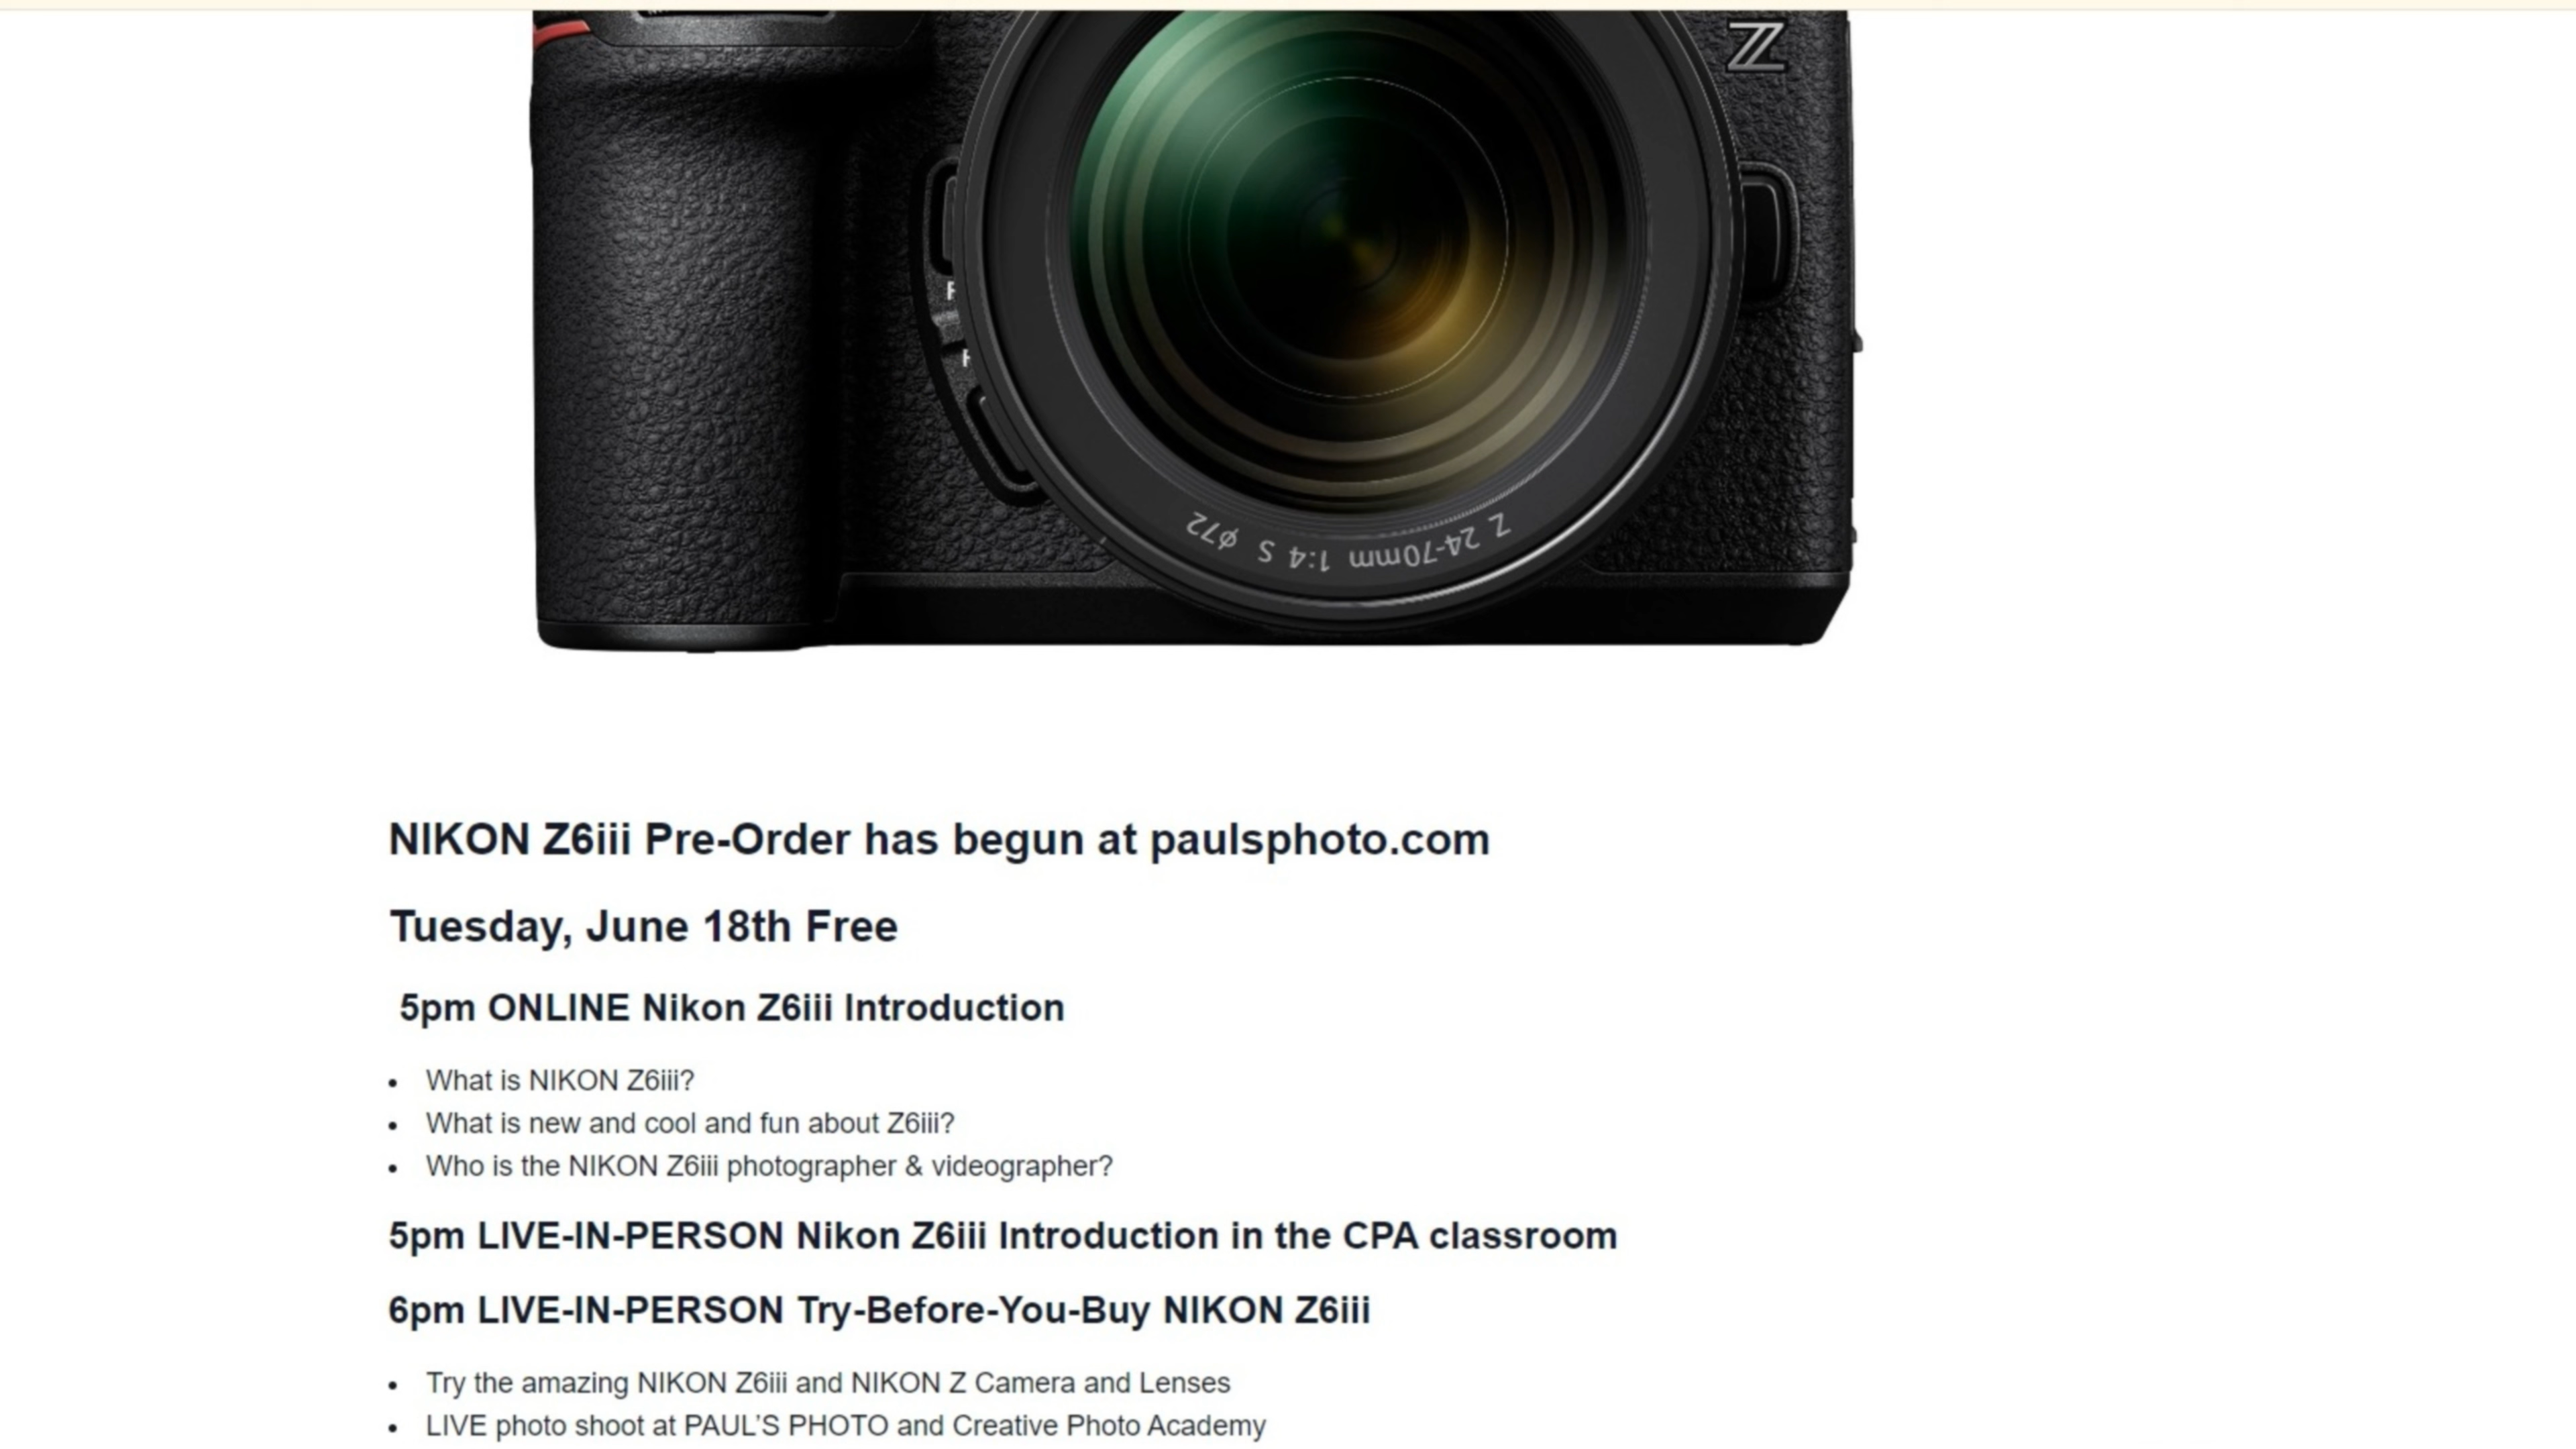 Z
F
F
Z 24-70mm 1:4 S φ72
NIKON Z6iii Pre-Order has begun at paulsphoto.com
Tuesday, June 18th Free
5pm ONLINE Nikon Z6iii Introduction
• What is NIKON Z6iii?
• What is new and cool and fun about Z6iii?
• Who is the NIKON Z6iii photographer & videographer?
5pm LIVE-IN-PERSON Nikon Z6iii Introduction in the CPA classroom
6pm LIVE-IN-PERSON Try-Before-You-Buy NIKON Z6iii
• Try the amazing NIKON Z6iii and NIKON Z Camera and Lenses
• LIVE photo shoot at PAUL’S PHOTO and Creative Photo Academy